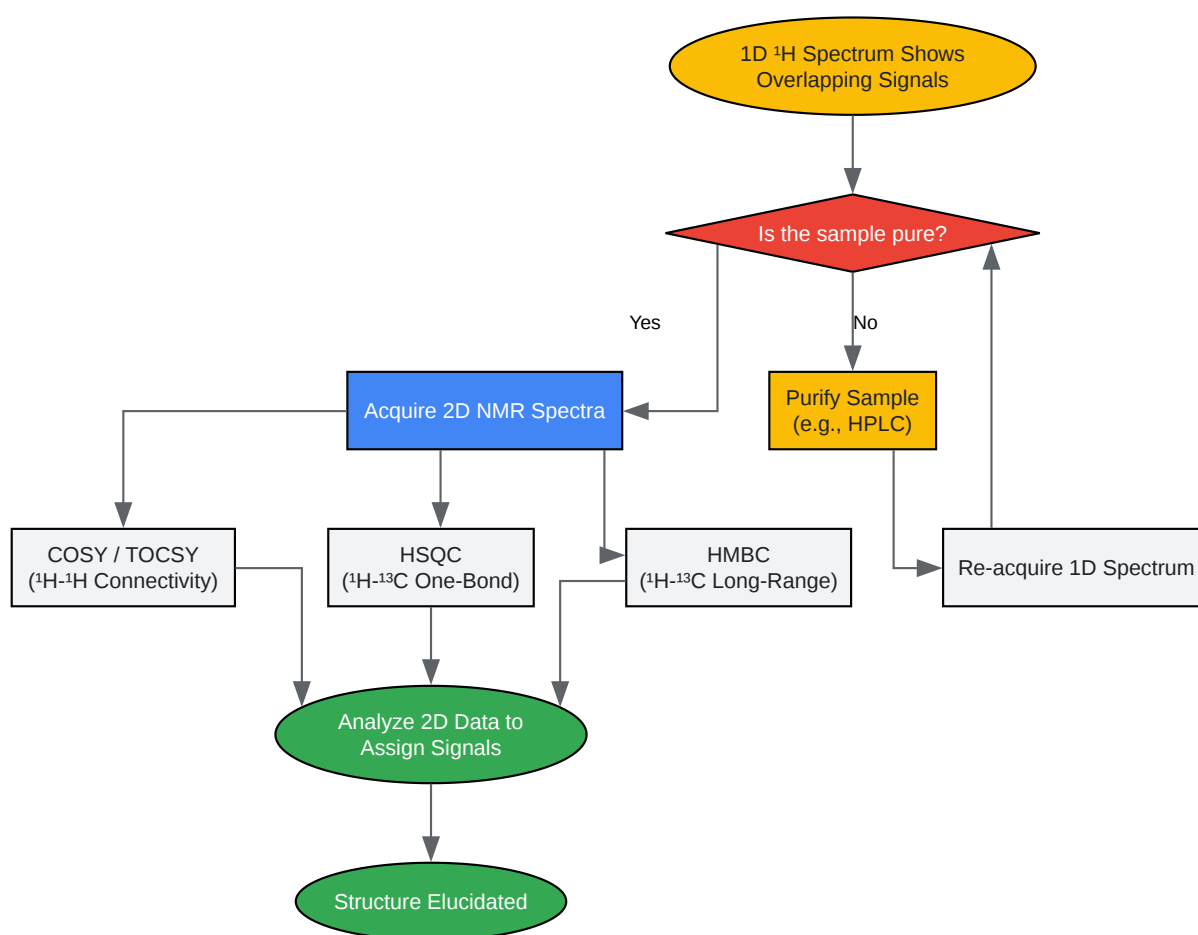 1D ¹H Spectrum Shows
Overlapping Signals
Is the sample pure?
Yes
No
Acquire 2D NMR Spectra
Purify Sample
(e.g., HPLC)
COSY / TOCSY
(¹H-¹H Connectivity)
HSQC
(¹H-¹³C One-Bond)
HMBC
(¹H-¹³C Long-Range)
Re-acquire 1D Spectrum
Analyze 2D Data to
Assign Signals
Structure Elucidated